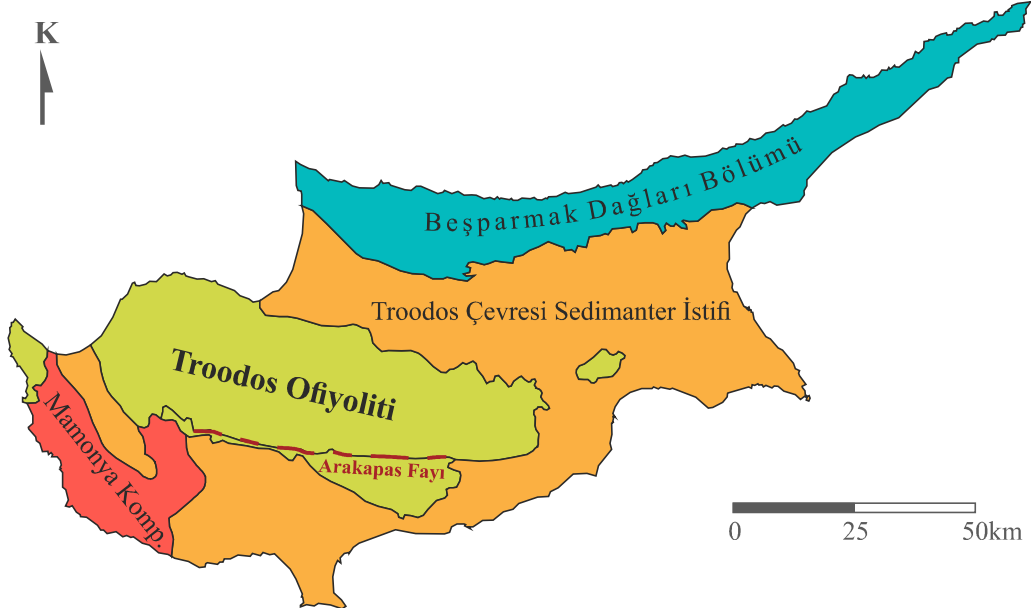 K
Beşparmak Dağları Bölümü
Troodos Çevresi Sedimanter İstifi
Troodos Ofiyoliti
Mamonya Komp.
Arakapas Fayı
0 25 50km